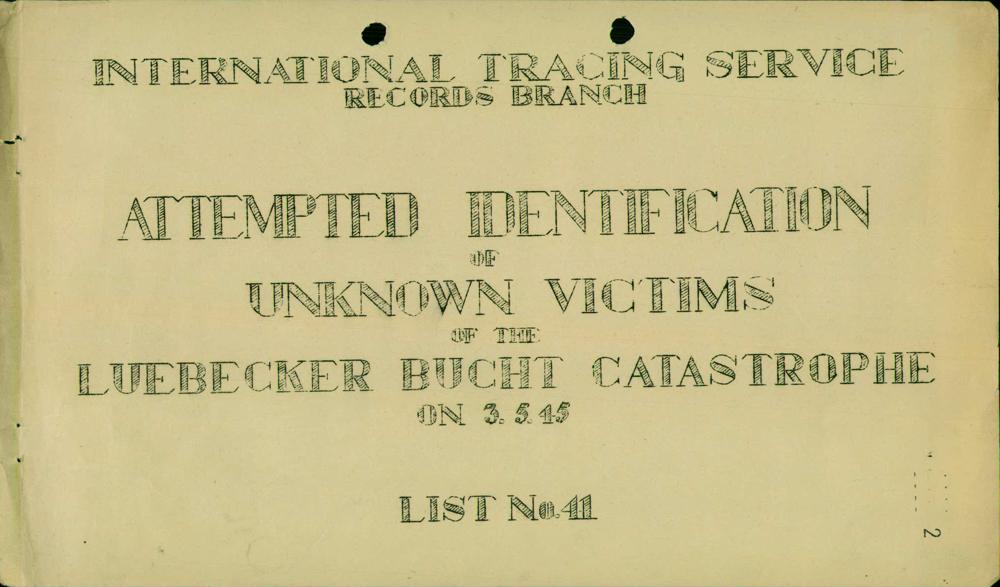 INTERNATIONAL TRACING SERVICE
RECORDS BRANCH
ATTEMPTED IDENTIFICATION
OF
UNKNOWN VICTIMS
OF THE
LUEBECKER BUCHT CATASTROPHE
ON 3.5.45
LIST No. 41
2